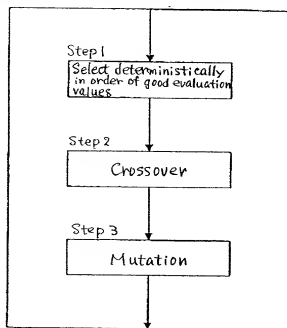 Step 1
Select deterministically
in order of good evaluation
values
Step 2
Crossover
Step 3
Mutation